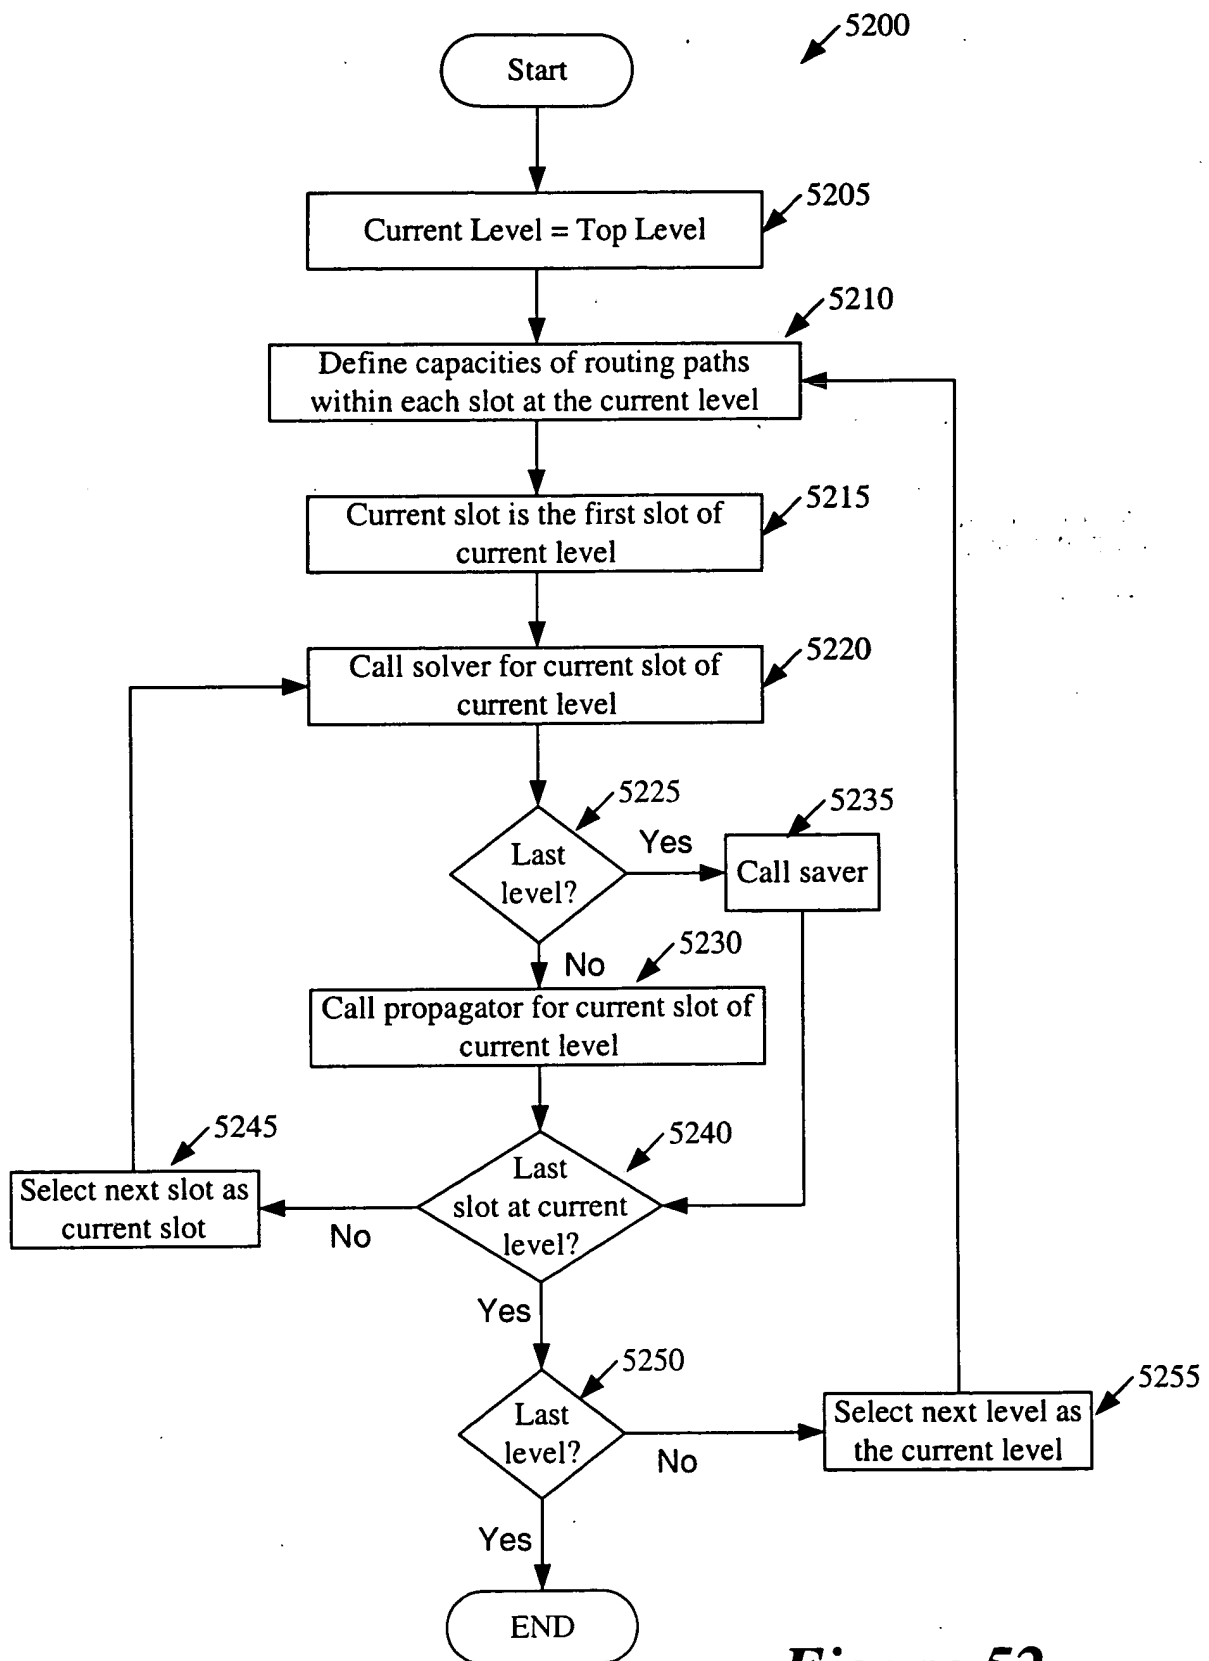 5200
Start
5205
Current Level = Top Level
5210
Define capacities of routing paths
within each slot at the current level
5215
Current slot is the first slot of
current level
5220
Call solver for current slot of
current level
5225
5235
Last
level?
Yes
Call saver
5230
No
Call propagator for current slot of
current level
5245
5240
Select next slot as
current slot
No
Last
slot at current
level?
Yes
5250
5255
Last
level?
No
Select next level as
the current level
Yes
END
Figure 52